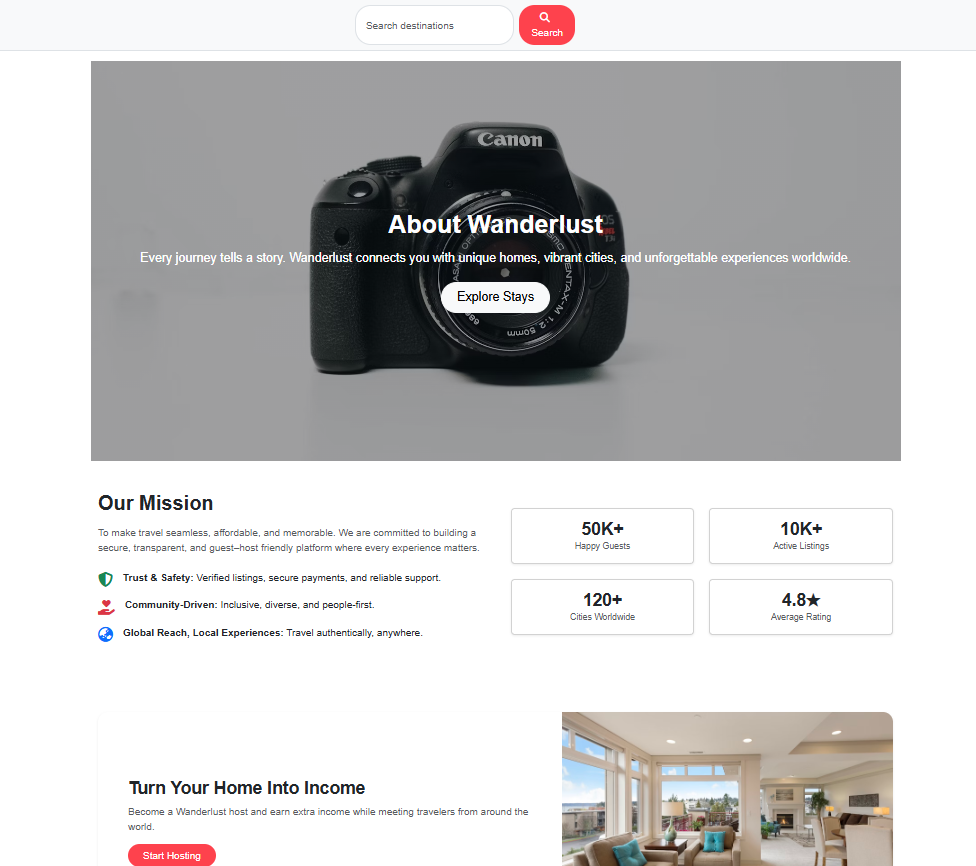 Search destinations
Search
Canon
About Wanderlust
Every journey tells a story. Wanderlust connects you with unique homes, vibrant cities, and unforgettable experiences worldwide.
Explore Stays
PENTAX-M 1:2 50mm
Our Mission
To make travel seamless, affordable, and memorable. We are committed to building a
secure, transparent, and guest–host friendly platform where every experience matters.
Trust & Safety: Verified listings, secure payments, and reliable support.
Community-Driven: Inclusive, diverse, and people-first.
Global Reach, Local Experiences: Travel authentically, anywhere.
50K+
Happy Guests
10K+
Active Listings
120+
Cities Worldwide
4.8★
Average Rating
Turn Your Home Into Income
Become a Wanderlust host and earn extra income while meeting travelers from around the
world.
Start Hosting